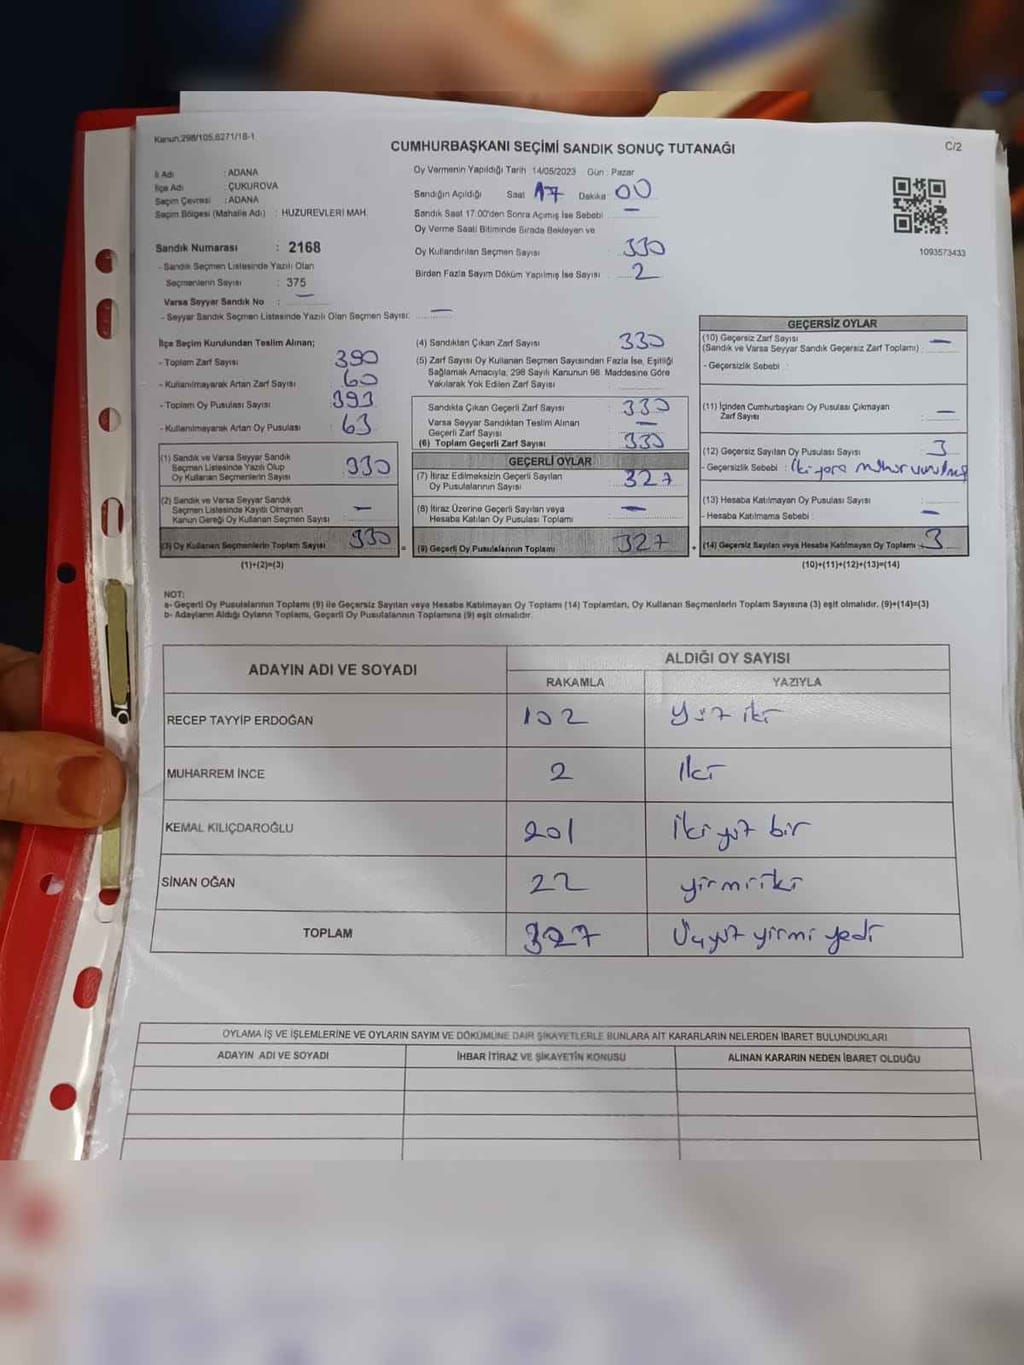 Kanun:298/105,6271/18-1
CUMHURBAŞKANI SEÇİMİ SANDIK SONUÇ TUTANAĞI
C/2
İli Adı : ADANA
İlçe Adı : ÇUKUROVA
Seçim Çevresi : ADANA
Seçim Bölgesi (Mahalle Adı) : HUZUREVLERİ MAH.
Sandık Numarası : 2168
- Sandık Seçmen Listesinde Yazılı Olan
Seçmenlerin Sayısı : 375
Varsa Seyyar Sandık No : —
- Seyyar Sandık Seçmen Listesinde Yazılı Olan Seçmen Sayısı: —
Oy Vermenin Yapıldığı Tarih 14/05/2023 Gün : Pazar
Sandığın Açıldığı Saat 17 Dakika 00
Sandık Saat 17.00'den Sonra Açılmış İse Sebebi —
Oy Verme Saati Bitiminde Sırada Bekleyen ve
Oy Kullandırılan Seçmen Sayısı 330
Birden Fazla Sayım Döküm Yapılmış İse Sayısı 2
1093573433
İlçe Seçim Kurulundan Teslim Alınan;
- Toplam Zarf Sayısı 390
- Kullanılmayarak Artan Zarf Sayısı 60
- Toplam Oy Pusulası Sayısı 393
- Kullanılmayarak Artan Oy Pusulası : 63
(1) Sandık ve Varsa Seyyar Sandık
Seçmen Listesinde Yazılı Olup
Oy Kullanan Seçmenlerin Sayısı 330
(2) Sandık ve Varsa Seyyar Sandık
Seçmen Listesinde Kayıtlı Olmayan
Kanun Gereği Oy Kullanan Seçmen Sayısı —
(3) Oy Kullanan Seçmenlerin Toplam Sayısı 330
(1)+(2)=(3)
(4) Sandıktan Çıkan Zarf Sayısı 330
(5) Zarf Sayısı Oy Kullanan Seçmen Sayısından Fazla İse, Eşitliği
Sağlamak Amacıyla, 298 Sayılı Kanunun 98. Maddesine Göre
Yakılarak Yok Edilen Zarf Sayısı
Sandıkta Çıkan Geçerli Zarf Sayısı : 330
Varsa Seyyar Sandıktan Teslim Alınan
Geçerli Zarf Sayısı —
(6) Toplam Geçerli Zarf Sayısı : 330
GEÇERLİ OYLAR
(7) İtiraz Edilmeksizin Geçerli Sayılan
Oy Pusulalarının Sayısı 327
(8) İtiraz Üzerine Geçerli Sayılan veya
Hesaba Katılan Oy Pusulası Toplamı —
(9) Geçerli Oy Pusulalarının Toplamı 327
GEÇERSİZ OYLAR
(10) Geçersiz Zarf Sayısı
(Sandık ve Varsa Seyyar Sandık Geçersiz Zarf Toplamı) —
- Geçersizlik Sebebi :
(11) İçinden Cumhurbaşkanı Oy Pusulası Çıkmayan
Zarf Sayısı —
(12) Geçersiz Sayılan Oy Pusulası Sayısı 3
- Geçersizlik Sebebi : iki yere mühür vurulmuş
(13) Hesaba Katılmayan Oy Pusulası Sayısı
- Hesaba Katılmama Sebebi : —
(14) Geçersiz Sayılan veya Hesaba Katılmayan Oy Toplamı 3
(10)+(11)+(12)+(13)=(14)
NOT:
a- Geçerli Oy Pusulalarının Toplamı (9) ile Geçersiz Sayılan veya Hesaba Katılmayan Oy Toplamı (14) Toplamları, Oy Kullanan Seçmenlerin Toplam Sayısına (3) eşit olmalıdır. (9)+(14)=(3)
b- Adayların Aldığı Oyların Toplamı, Geçerli Oy Pusulalarının Toplamına (9) eşit olmalıdır.
ADAYIN ADI VE SOYADI ALDIĞI OY SAYISI
RAKAMLA YAZIYLA
RECEP TAYYİP ERDOĞAN 102 Yüz iki
MUHARREM İNCE 2 İki
KEMAL KILIÇDAROĞLU 201 İkiyüz bir
SİNAN OĞAN 22 yirmi iki
TOPLAM 327 Üçyüz yirmi yedi
OYLAMA İŞ VE İŞLEMLERİNE VE OYLARIN SAYIM VE DÖKÜMÜNE DAİR ŞİKAYETLERLE BUNLARA AİT KARARLARIN NELERDEN İBARET BULUNDUKLARI
ADAYIN ADI VE SOYADI İHBAR İTİRAZ VE ŞİKAYETİN KONUSU ALINAN KARARIN NEDEN İBARET OLDUĞU